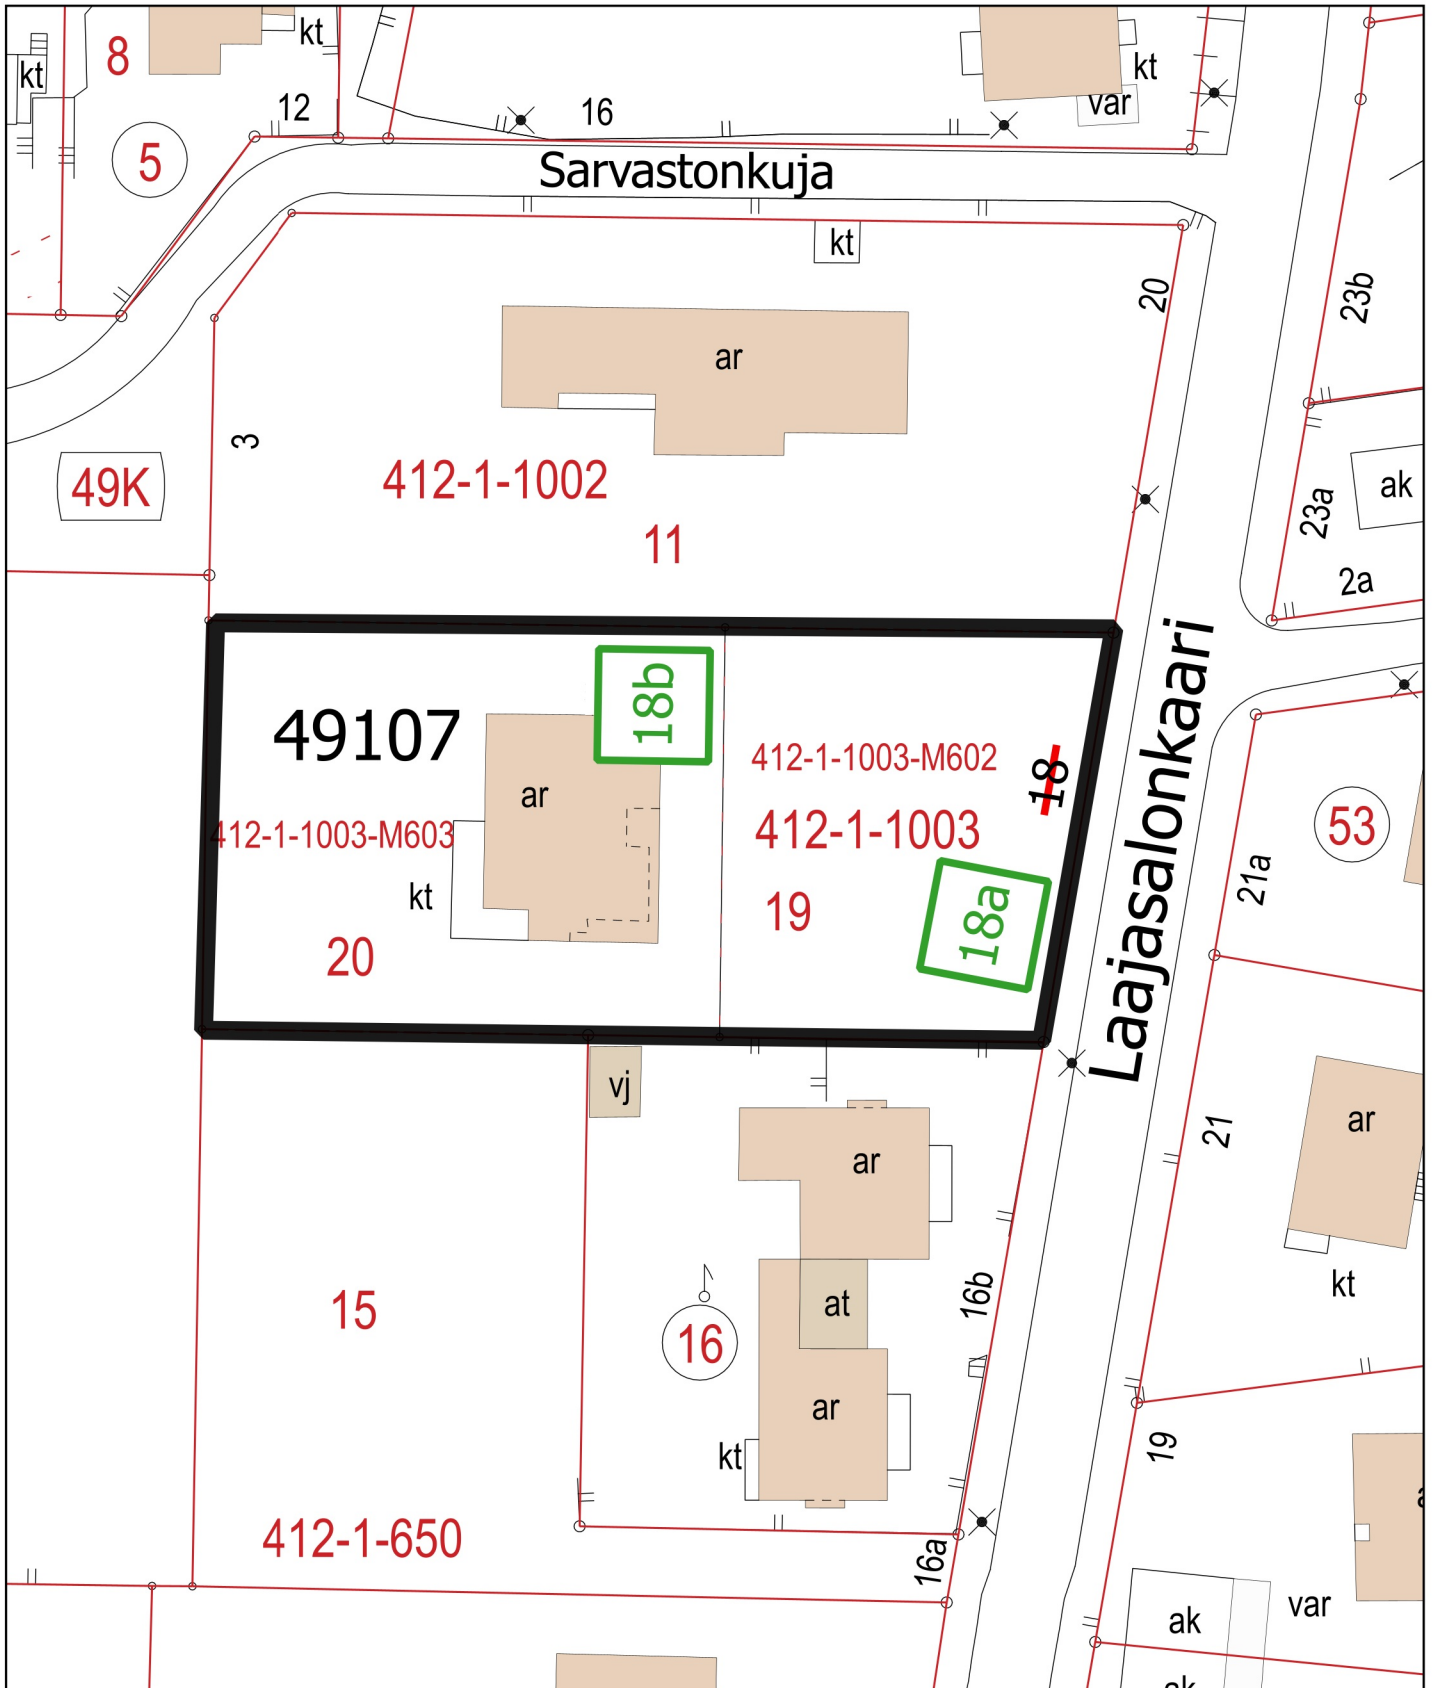 8
kt
kt
kt
var
12
16
5
Sarvastonkuja
kt
20
23b
ar
3
412-1-1002
49K
ak
23a
11
2a
Laajasalonkaari
49107
18b
412-1-1003-M602
18
ar
412-1-1003-M603
412-1-1003
53
kt
19
18a
21a
20
vj
ar
21
ar
16b
kt
15
at
16
ar
kt
19
412-1-650
16a
ak
var